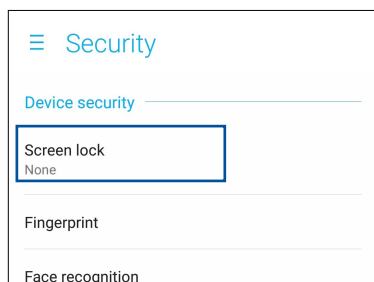 Security
Device security
Screen lock
None
Fingerprint
Face recognition